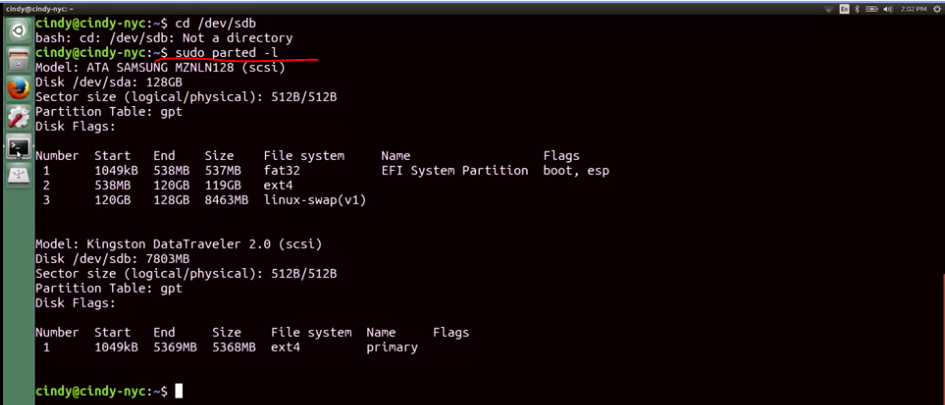 cindy@cindy-nyc: ~
En 2:02 PM
cindy@cindy-nyc:~$ cd /dev/sdb
bash: cd: /dev/sdb: Not a directory
cindy@cindy-nyc:~$ sudo parted -l
Model: ATA SAMSUNG MZNLN128 (scsi)
Disk /dev/sda: 128GB
Sector size (logical/physical): 512B/512B
Partition Table: gpt
Disk Flags:
Number Start End Size File system Name Flags
1 1049kB 538MB 537MB fat32 EFI System Partition boot, esp
2 538MB 120GB 119GB ext4
3 120GB 128GB 8463MB linux-swap(v1)
Model: Kingston DataTraveler 2.0 (scsi)
Disk /dev/sdb: 7803MB
Sector size (logical/physical): 512B/512B
Partition Table: gpt
Disk Flags:
Number Start End Size File system Name Flags
1 1049kB 5369MB 5368MB ext4 primary
cindy@cindy-nyc:~$